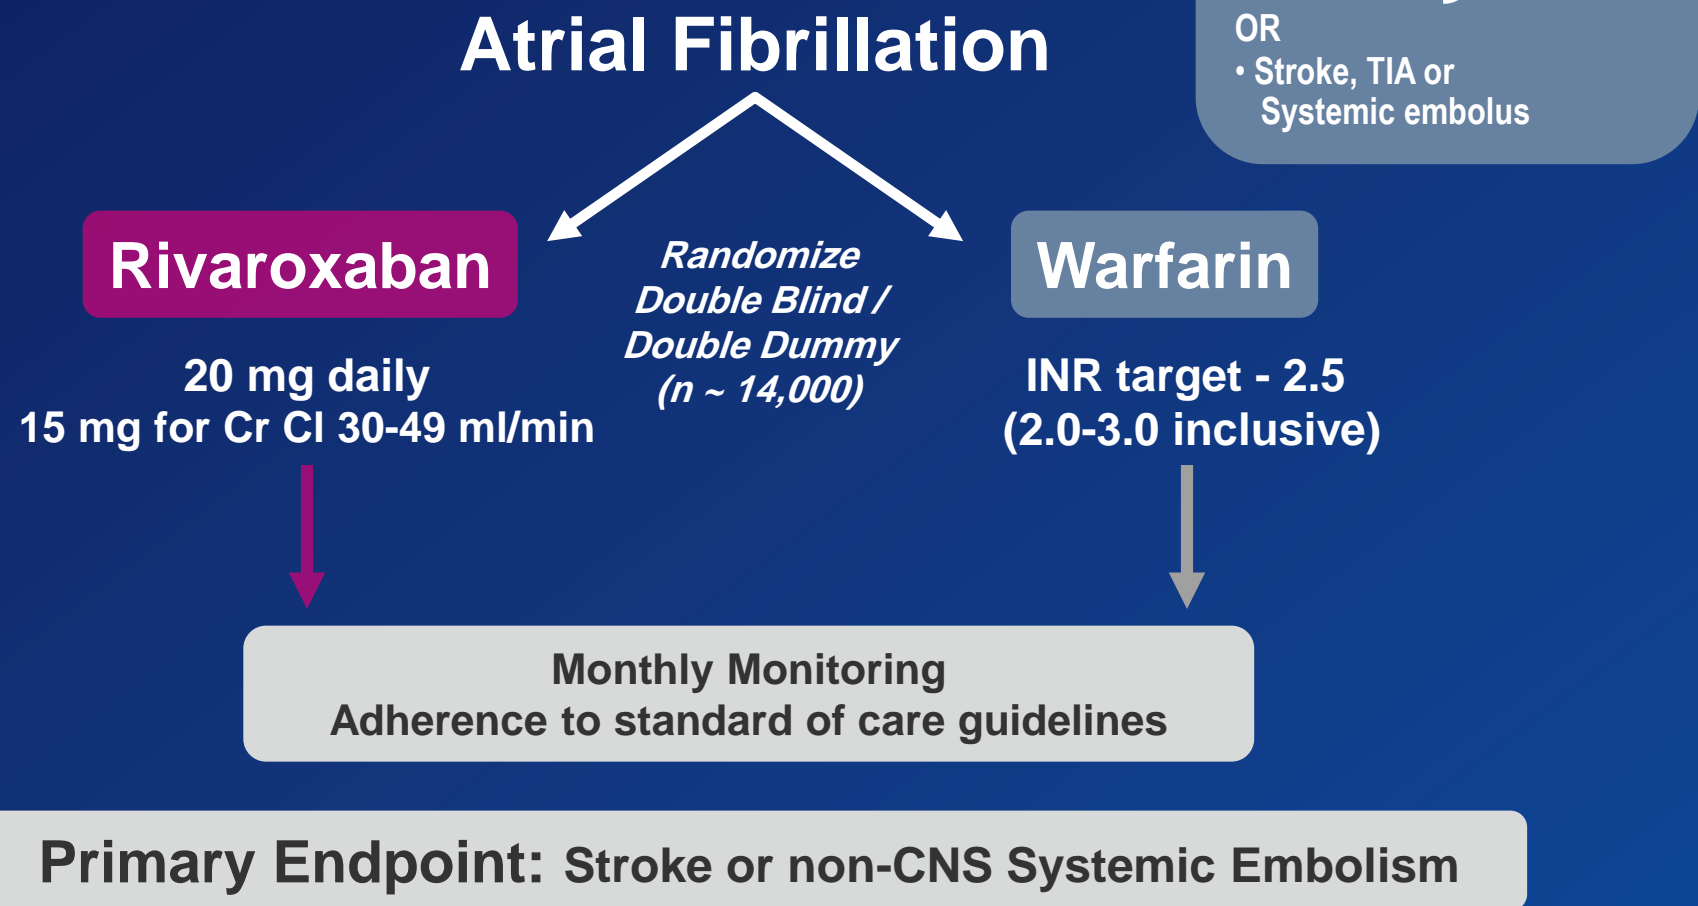 Atrial Fibrillation
OR
• Stroke, TIA or
Systemic embolus
Rivaroxaban
Randomize
Double Blind /
Double Dummy
(n ~ 14,000)
Warfarin
20 mg daily
15 mg for Cr Cl 30-49 ml/min
INR target - 2.5
(2.0-3.0 inclusive)
Monthly Monitoring
Adherence to standard of care guidelines
Primary Endpoint: Stroke or non-CNS Systemic Embolism